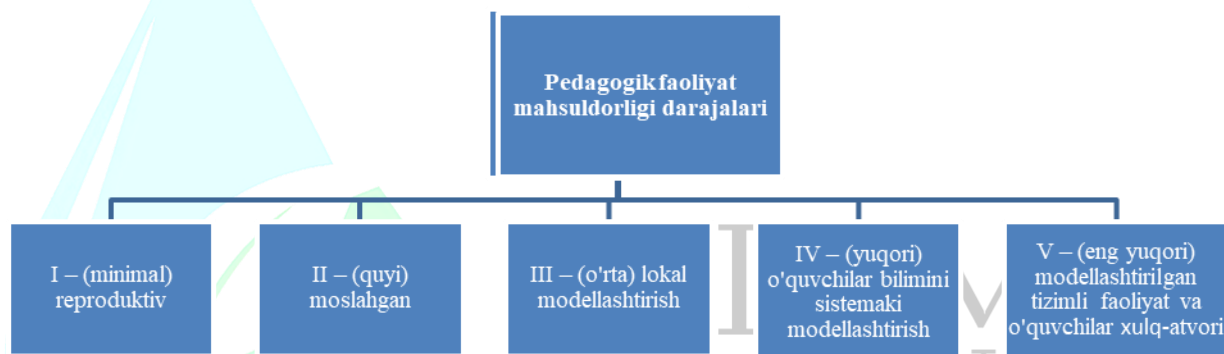 Pedagogik faoliyat
mahsuldorligi darajalari
I – (minimal)
reproduktiv
II – (quyi)
moslahgan
III – (o'rta) lokal
modellashtirish
IV – (yuqori)
o'quvchilar bilimini
sistemaki
modellashtirish
V – (eng yuqori)
modellashtirilgan
tizimli faoliyat va
o'quvchilar xulq-atvori